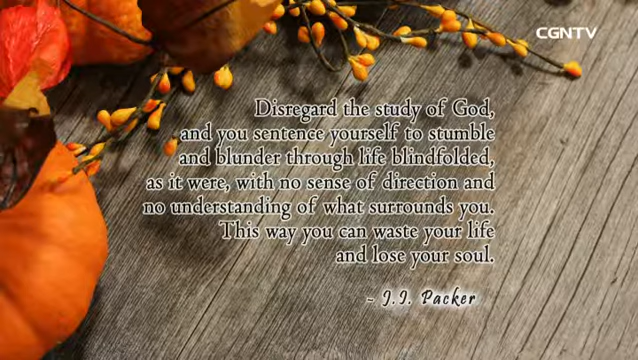 CGNTV
Disregard the study of God,
and you sentence yourself to stumble
and blunder through life blindfolded,
as it were, with no sense of direction and
no understanding of what surrounds you.
This way you can waste your life
and lose your soul.
~ J.I. Packer